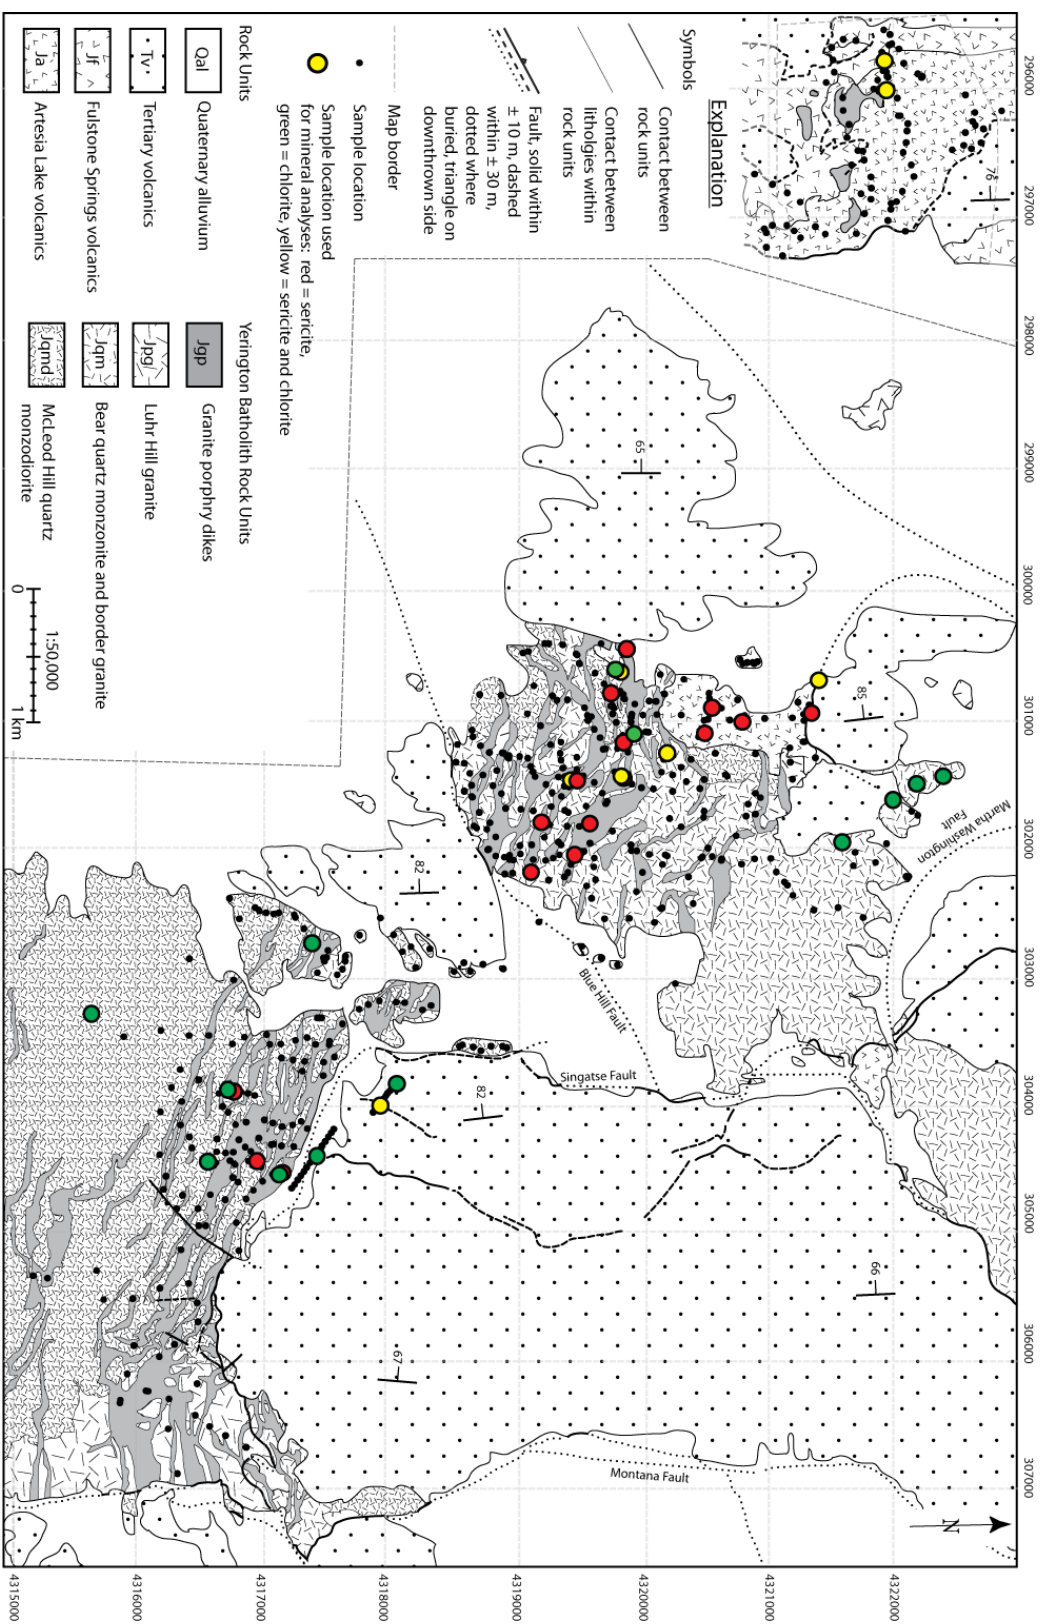 Explanation
Symbols
Contact between
rock units
Contact between
lithologies within
rock units
Fault, solid within
± 10 m, dashed
within ± 30 m,
dotted where
buried, triangle on
downthrown side
Map border
Sample location
Sample location used
for mineral analyses: red = sericite,
green = chlorite, yellow = sericite and chlorite
Rock Units
Qal
Quaternary alluvium
Tv
Tertiary volcanics
Jf
Fulstone Springs volcanics
Ja
Artesia Lake volcanics
Yerington Batholith Rock Units
Jgp
Granite porphry dikes
Jpg
Luhr Hill granite
Jqm
Bear quartz monzonite and border granite
Jqmd
McLeod Hill quartz
monzodiorite
1:50,000
0
1 km
296000
297000
298000
299000
300000
301000
302000
303000
304000
305000
306000
307000
4315000
4316000
4317000
4318000
4319000
4320000
4321000
4322000
76
65
85
82
82
66
67
Martha Washington
Fault
Blue Hill Fault
Singatse Fault
Montana Fault
N